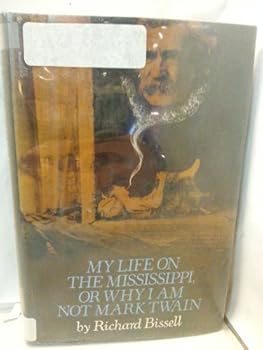 MY LIFE ON
THE MISSISSIPPI,
OR WHY I AM
NOT MARK TWAIN
by Richard Bissell